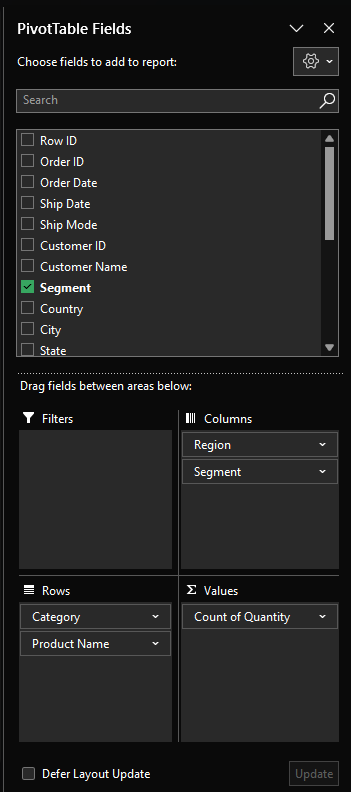 PivotTable Fields
Choose fields to add to report:
Search
Row ID
Order ID
Order Date
Ship Date
Ship Mode
Customer ID
Customer Name
Segment
Country
City
State
Drag fields between areas below:
Filters
Columns
Region
Segment
Rows
Category
Product Name
Values
Count of Quantity
Defer Layout Update
Update